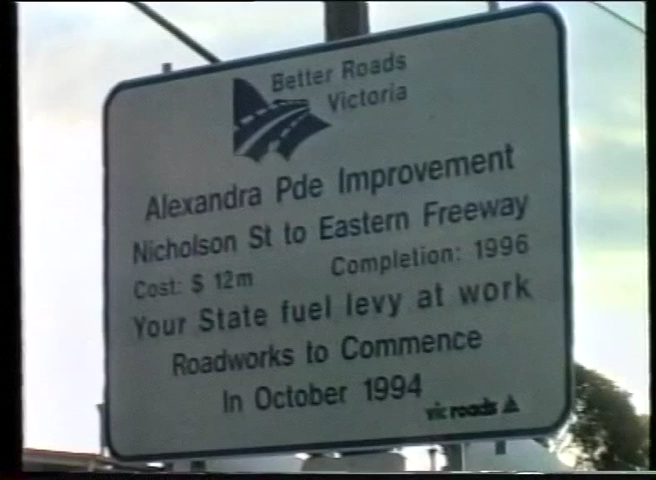 Better Roads
Victoria
Alexandra Pde Improvement
Nicholson St to Eastern Freeway
Cost: $ 12m Completion: 1996
Your State fuel levy at work
Roadworks to Commence
In October 1994
vic roads